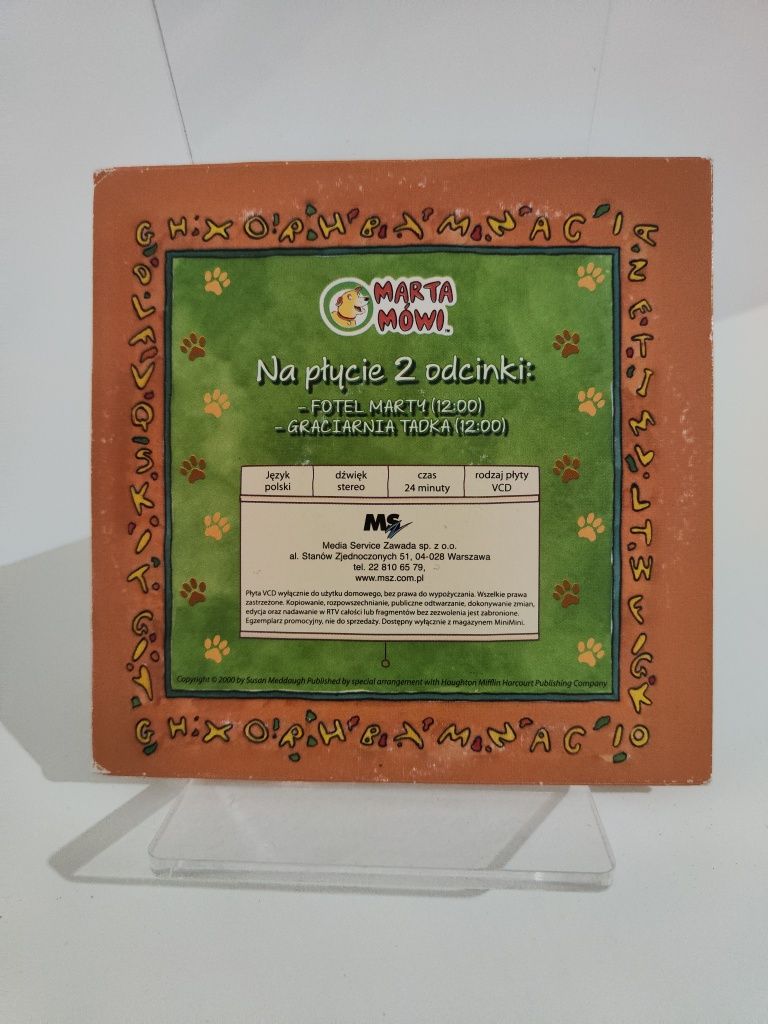 MARTA
MÓWI™
Na płycie 2 odcinki:
- FOTEL MARTY (12:00)
- GRACIARNIA TADKA (12:00)
Język polski
dźwięk stereo
czas 24 minuty
rodzaj płyty VCD
MSZ
Media Service Zawada sp. z o.o.
al. Stanów Zjednoczonych 51, 04-028 Warszawa
tel. 22 810 65 79,
www.msz.com.pl
Płyta VCD wyłącznie do użytku domowego, bez prawa do wypożyczania. Wszelkie prawa
zastrzeżone. Kopiowanie, rozpowszechnianie, publiczne odtwarzanie, dokonywanie zmian,
edycja oraz nadawanie w RTV całości lub fragmentów bez zezwolenia jest zabronione.
Egzemplarz promocyjny, nie do sprzedaży. Dostępny wyłącznie z magazynem MiniMini.
Copyright © 2000 by Susan Meddaugh Published by special arrangement with Houghton Mifflin Harcourt Publishing Company